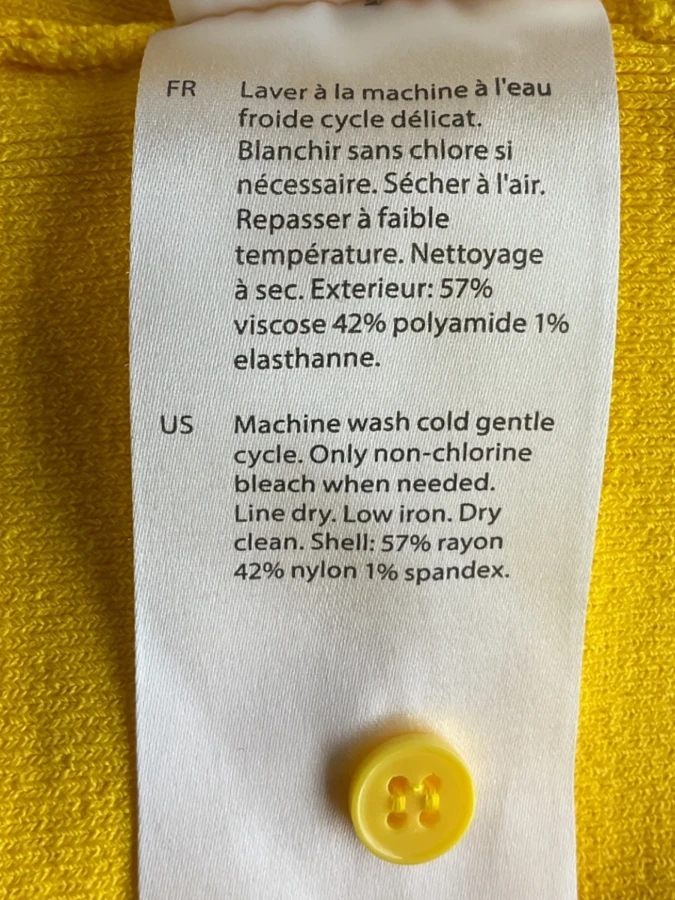 FR Laver à la machine à l'eau
froide cycle délicat.
Blanchir sans chlore si
nécessaire. Sécher à l'air.
Repasser à faible
température. Nettoyage
à sec. Exterieur: 57%
viscose 42% polyamide 1%
elasthanne.
US Machine wash cold gentle
cycle. Only non-chlorine
bleach when needed.
Line dry. Low iron. Dry
clean. Shell: 57% rayon
42% nylon 1% spandex.